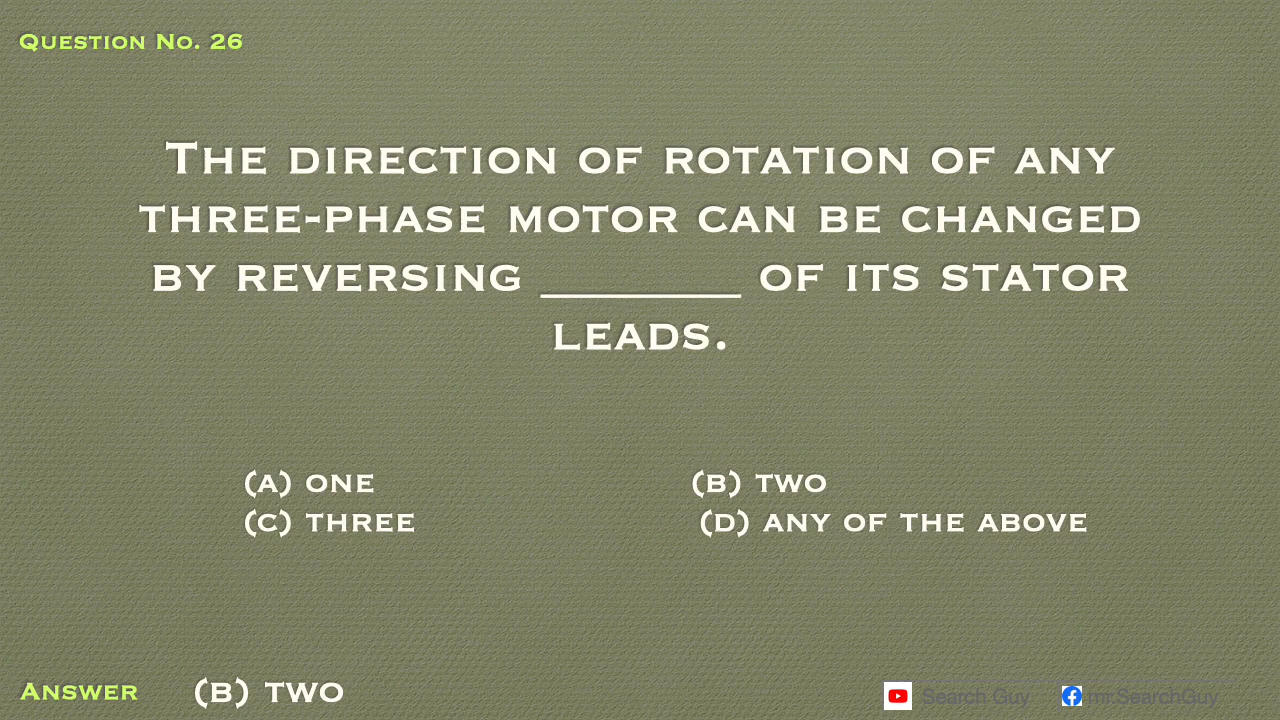 Question No. 26
The direction of rotation of any
three-phase motor can be changed
by reversing ________ of its stator
leads.
(A) one (B) two
(C) three (D) any of the above
Answer (B) two Search Guy mr.SearchGuy